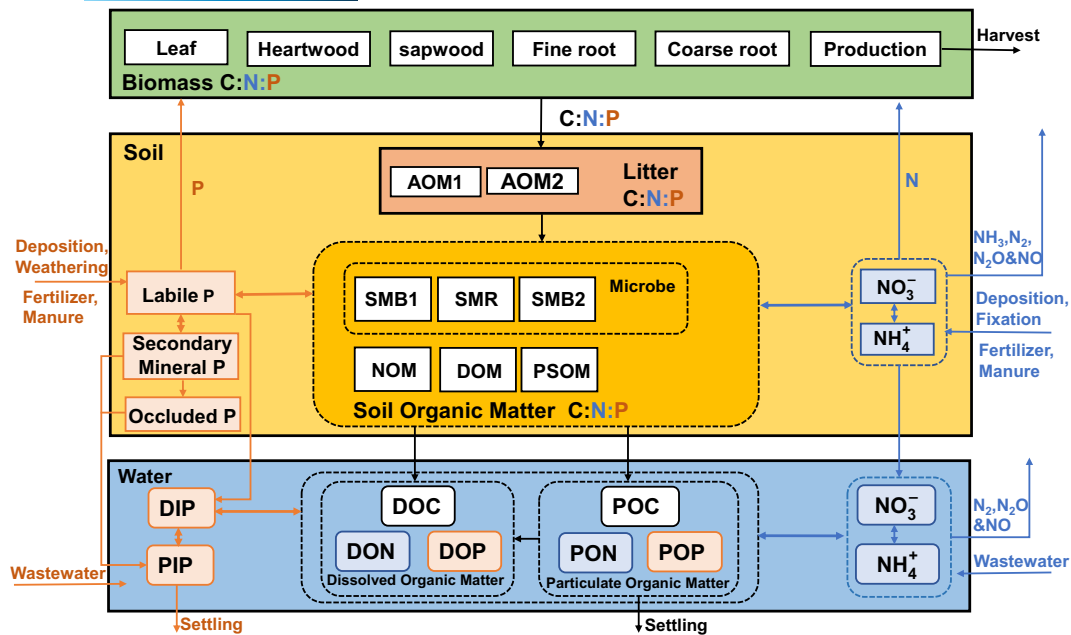 Leaf
Heartwood
sapwood
Fine root
Coarse root
Production
Harvest
Biomass C:N:P
C:N:P
Soil
P
N
AOM1
AOM2
Litter
C:N:P
Deposition,
Weathering
Fertilizer,
Manure
Labile P
Secondary
Mineral P
Occluded P
SMB1
SMR
SMB2
Microbe
NOM
DOM
PSOM
Soil Organic Matter C:N:P
NO₃⁻
NH₄⁺
NH₃,N₂,
N₂O&NO
Deposition,
Fixation
Fertilizer,
Manure
Water
DIP
PIP
Wastewater
Settling
DOC
DON
DOP
Dissolved Organic Matter
POC
PON
POP
Particulate Organic Matter
Settling
NO₃⁻
NH₄⁺
N₂,N₂O
&NO
Wastewater